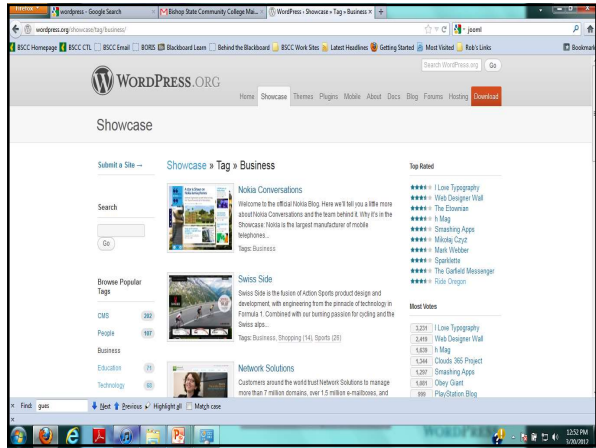 Firefox
wordpress - Google Search
Bishop State Community College Mai...
WordPress › Showcase » Tag » Business
wordpress.org/showcase/tag/business/
jooml
BSCC Homepage
BSCC CTL
BSCC Email
BORIS
Blackboard Learn
Behind the Blackboard
BSCC Work Sites
Latest Headlines
Getting Started
Most Visited
Rob's Links
Bookmark
WORDPRESS.ORG
Search WordPress.org
Go
Home Showcase Themes Plugins Mobile About Docs Blog Forums Hosting Download
Showcase
Submit a Site →
Search
Go
Browse Popular
Tags
CMS 202
People 107
Business
Education 71
Technology
Showcase » Tag » Business
Nokia Conversations
Welcome to the official Nokia Blog. Here we'll tell you a little more
about Nokia Conversations and the team behind it. Why it's in the
Showcase: Nokia is the largest manufacturer of mobile
telephones...
Tags: Business
Swiss Side
Swiss Side is the fusion of Action Sports product design and
development, with engineering from the pinnacle of technology in
Formula 1. Combined with our burning passion for cycling and the
Swiss alps...
Tags: Business, Shopping (14), Sports (26)
Network Solutions
Customers around the world trust Network Solutions to manage
more than 7 million domains, over 1.5 million e-mailboxes, and
Top Rated
I Love Typography
Web Designer Wall
The Etownian
h Mag
Smashing Apps
Mikołaj Czyz
Mark Webber
Sparklette
The Garfield Messenger
Ride Oregon
Most Votes
3,231 I Love Typography
2,419 Web Designer Wall
1,639 h Mag
1,344 Clouds 365 Project
1,297 Smashing Apps
1,001 Obey Giant
999 PlayStation Blog
× Find: gues
Next Previous Highlight all Match case
×
WORDPRESS
12:52 PM
3/20/2012